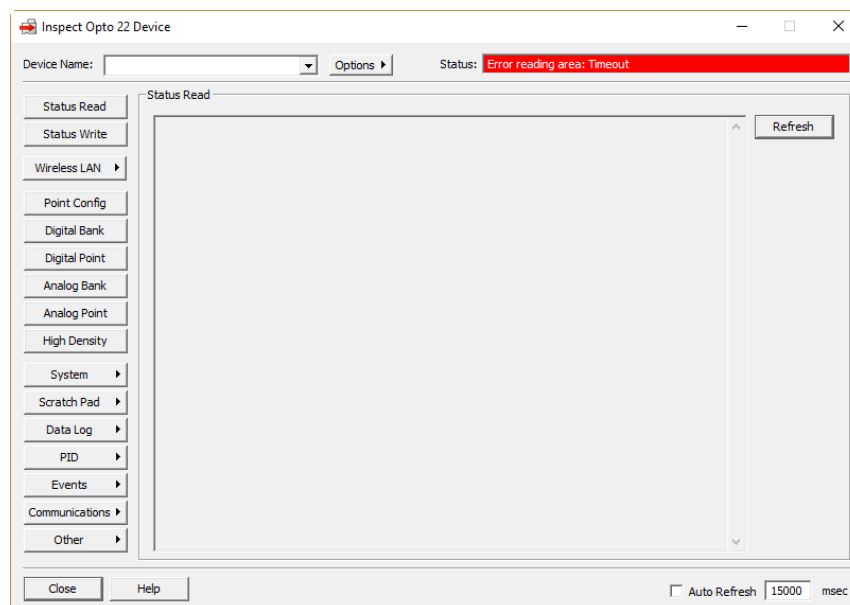 Inspect Opto 22 Device
Device Name: Options Status: Error reading area: Timeout
Status Read
Status Read
Refresh
Status Write
Wireless LAN
Point Config
Digital Bank
Digital Point
Analog Bank
Analog Point
High Density
System
Scratch Pad
Data Log
PID
Events
Communications
Other
Close Help Auto Refresh 15000 msec